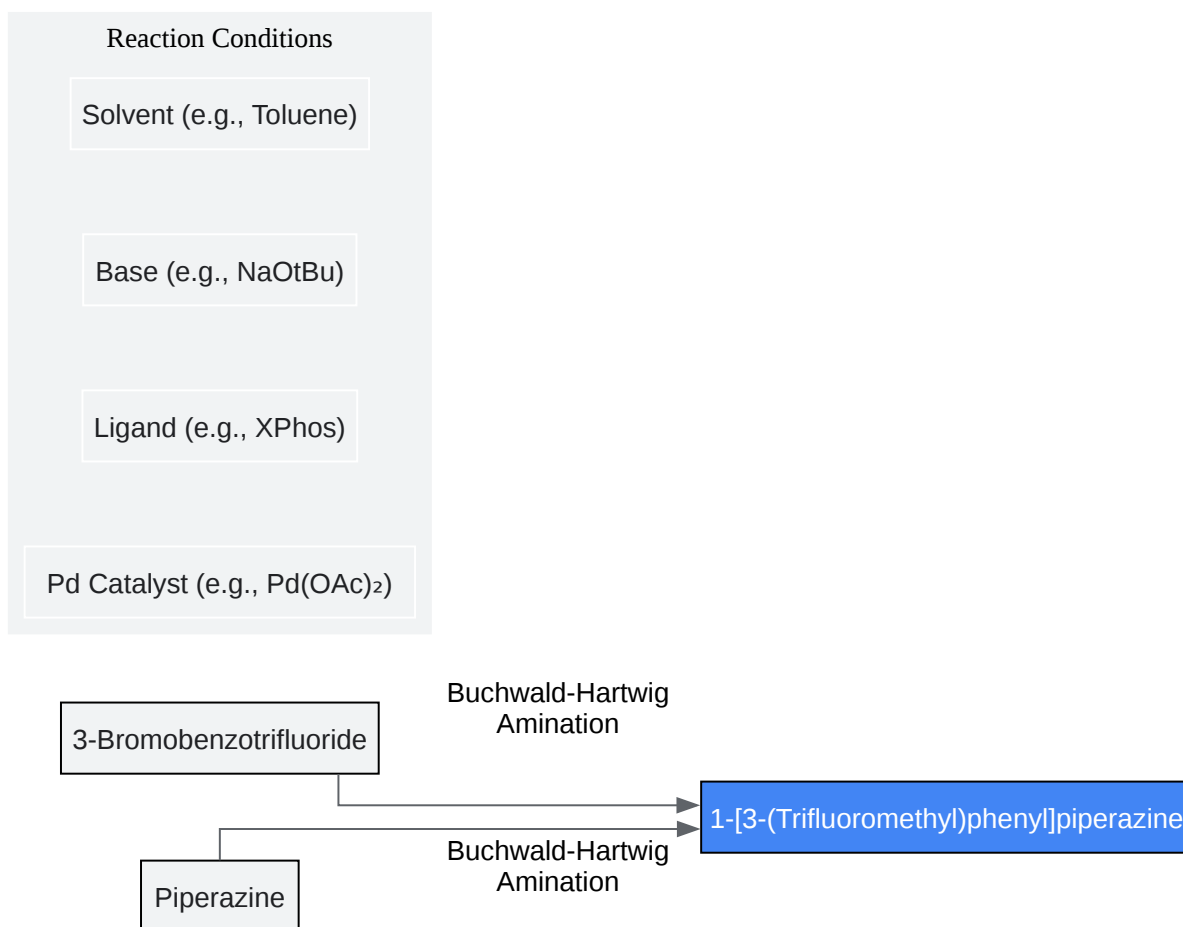 Reaction Conditions
Solvent (e.g., Toluene)
Base (e.g., NaOtBu)
Ligand (e.g., XPhos)
Pd Catalyst (e.g., Pd(OAc)₂)
Buchwald-Hartwig
Amination
3-Bromobenzotrifluoride
1-[3-(Trifluoromethyl)phenyl]piperazine
Buchwald-Hartwig
Amination
Piperazine